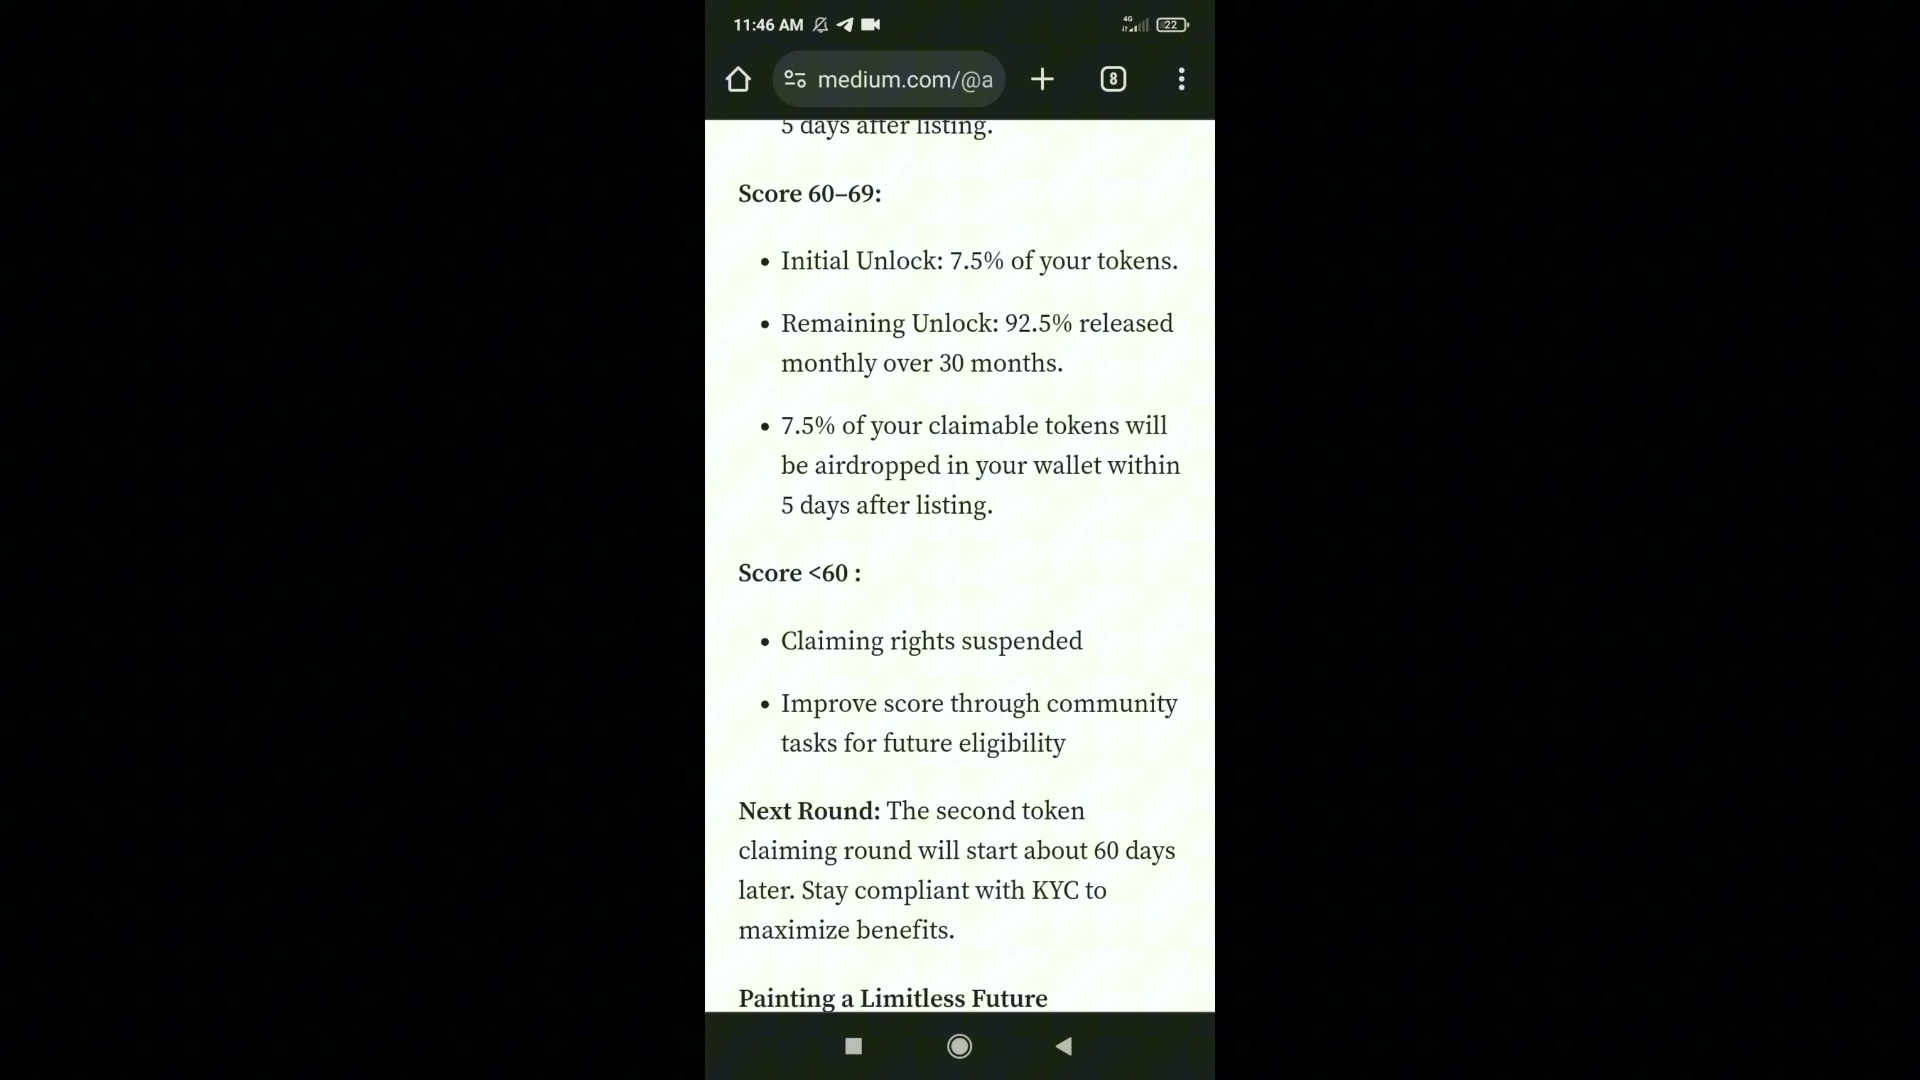 11:46 AM
4G
22
medium.com/@a
8
5 days after listing.
Score 60–69:
• Initial Unlock: 7.5% of your tokens.
• Remaining Unlock: 92.5% released
monthly over 30 months.
• 7.5% of your claimable tokens will
be airdropped in your wallet within
5 days after listing.
Score <60 :
• Claiming rights suspended
• Improve score through community
tasks for future eligibility
Next Round: The second token
claiming round will start about 60 days
later. Stay compliant with KYC to
maximize benefits.
Painting a Limitless Future